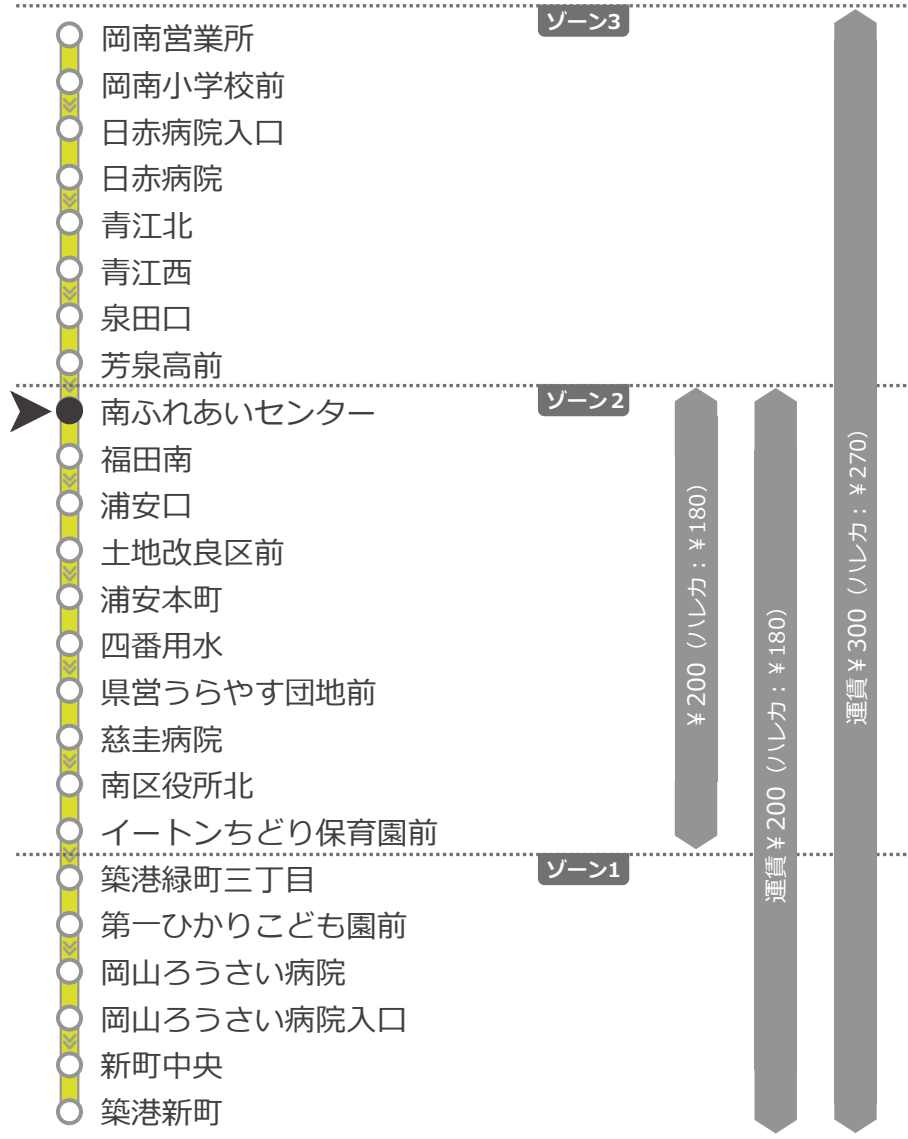 ゾーン3
岡南営業所
岡南小学校前
日赤病院入口
日赤病院
青江北
青江西
泉田口
芳泉高前
ゾーン2
南ふれあいセンター
福田南
浦安口
土地改良区前
浦安本町
四番用水
県営うらやす団地前
慈圭病院
南区役所北
イートンちどり保育園前
ゾーン1
築港緑町三丁目
第一ひかりこども園前
岡山ろうさい病院
岡山ろうさい病院入口
新町中央
築港新町
¥200（ハレカ：¥180）
運賃¥200（ハレカ：¥180）
運賃¥300（ハレカ：¥270）